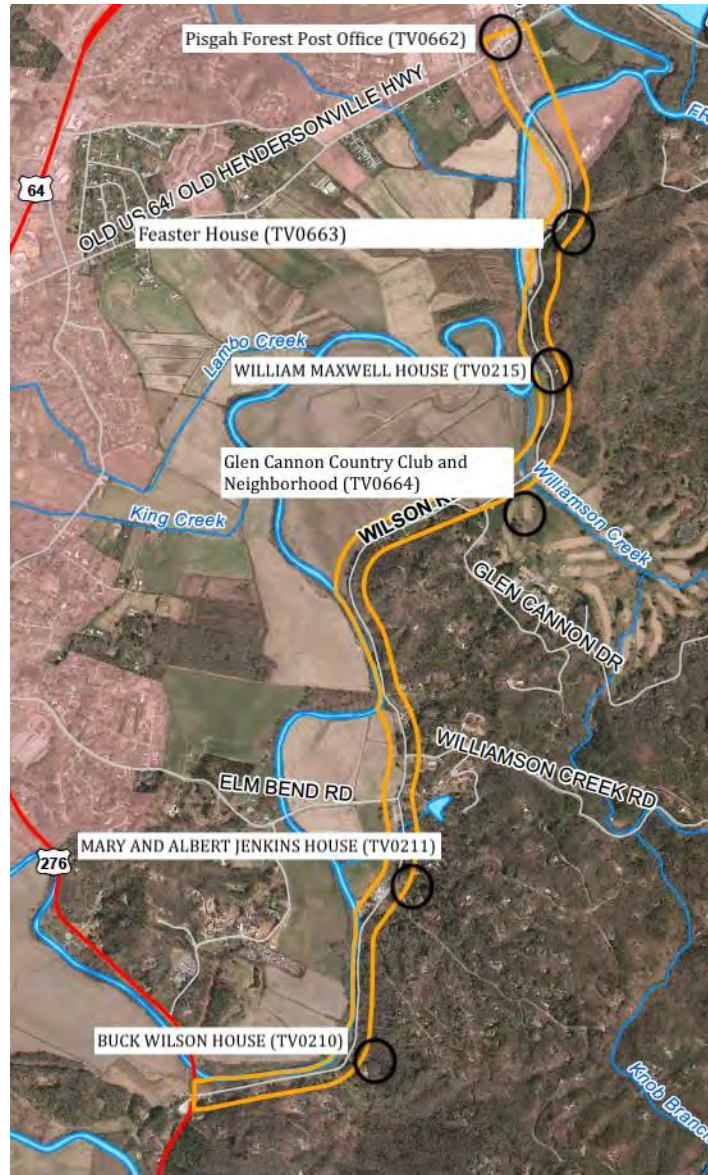 Pisgah Forest Post Office (TV0662)
OLD US 64/ OLD HENDERSONVILLE HWY
64
Feaster House (TV0663)
Lambo Creek
WILLIAM MAXWELL HOUSE (TV0215)
Glen Cannon Country Club and
Neighborhood (TV0664)
King Creek
WILSON
Williamson Creek
GLEN CANNON DR
WILLIAMSON CREEK RD
ELM BEND RD
MARY AND ALBERT JENKINS HOUSE (TV0211)
276
BUCK WILSON HOUSE (TV0210)
Knob Branch